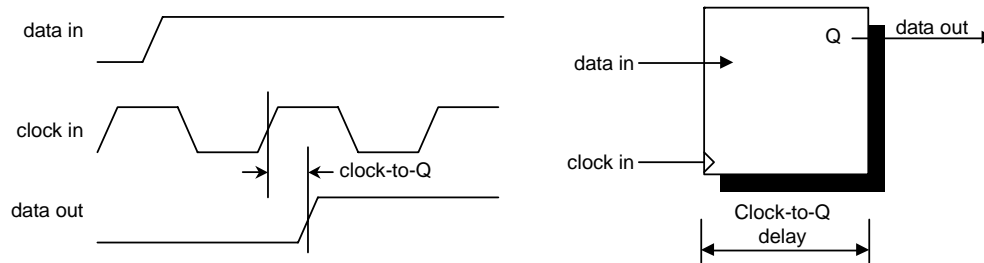 data in
clock in
clock-to-Q
data out
Q
data out
data in
clock in
Clock-to-Q
delay